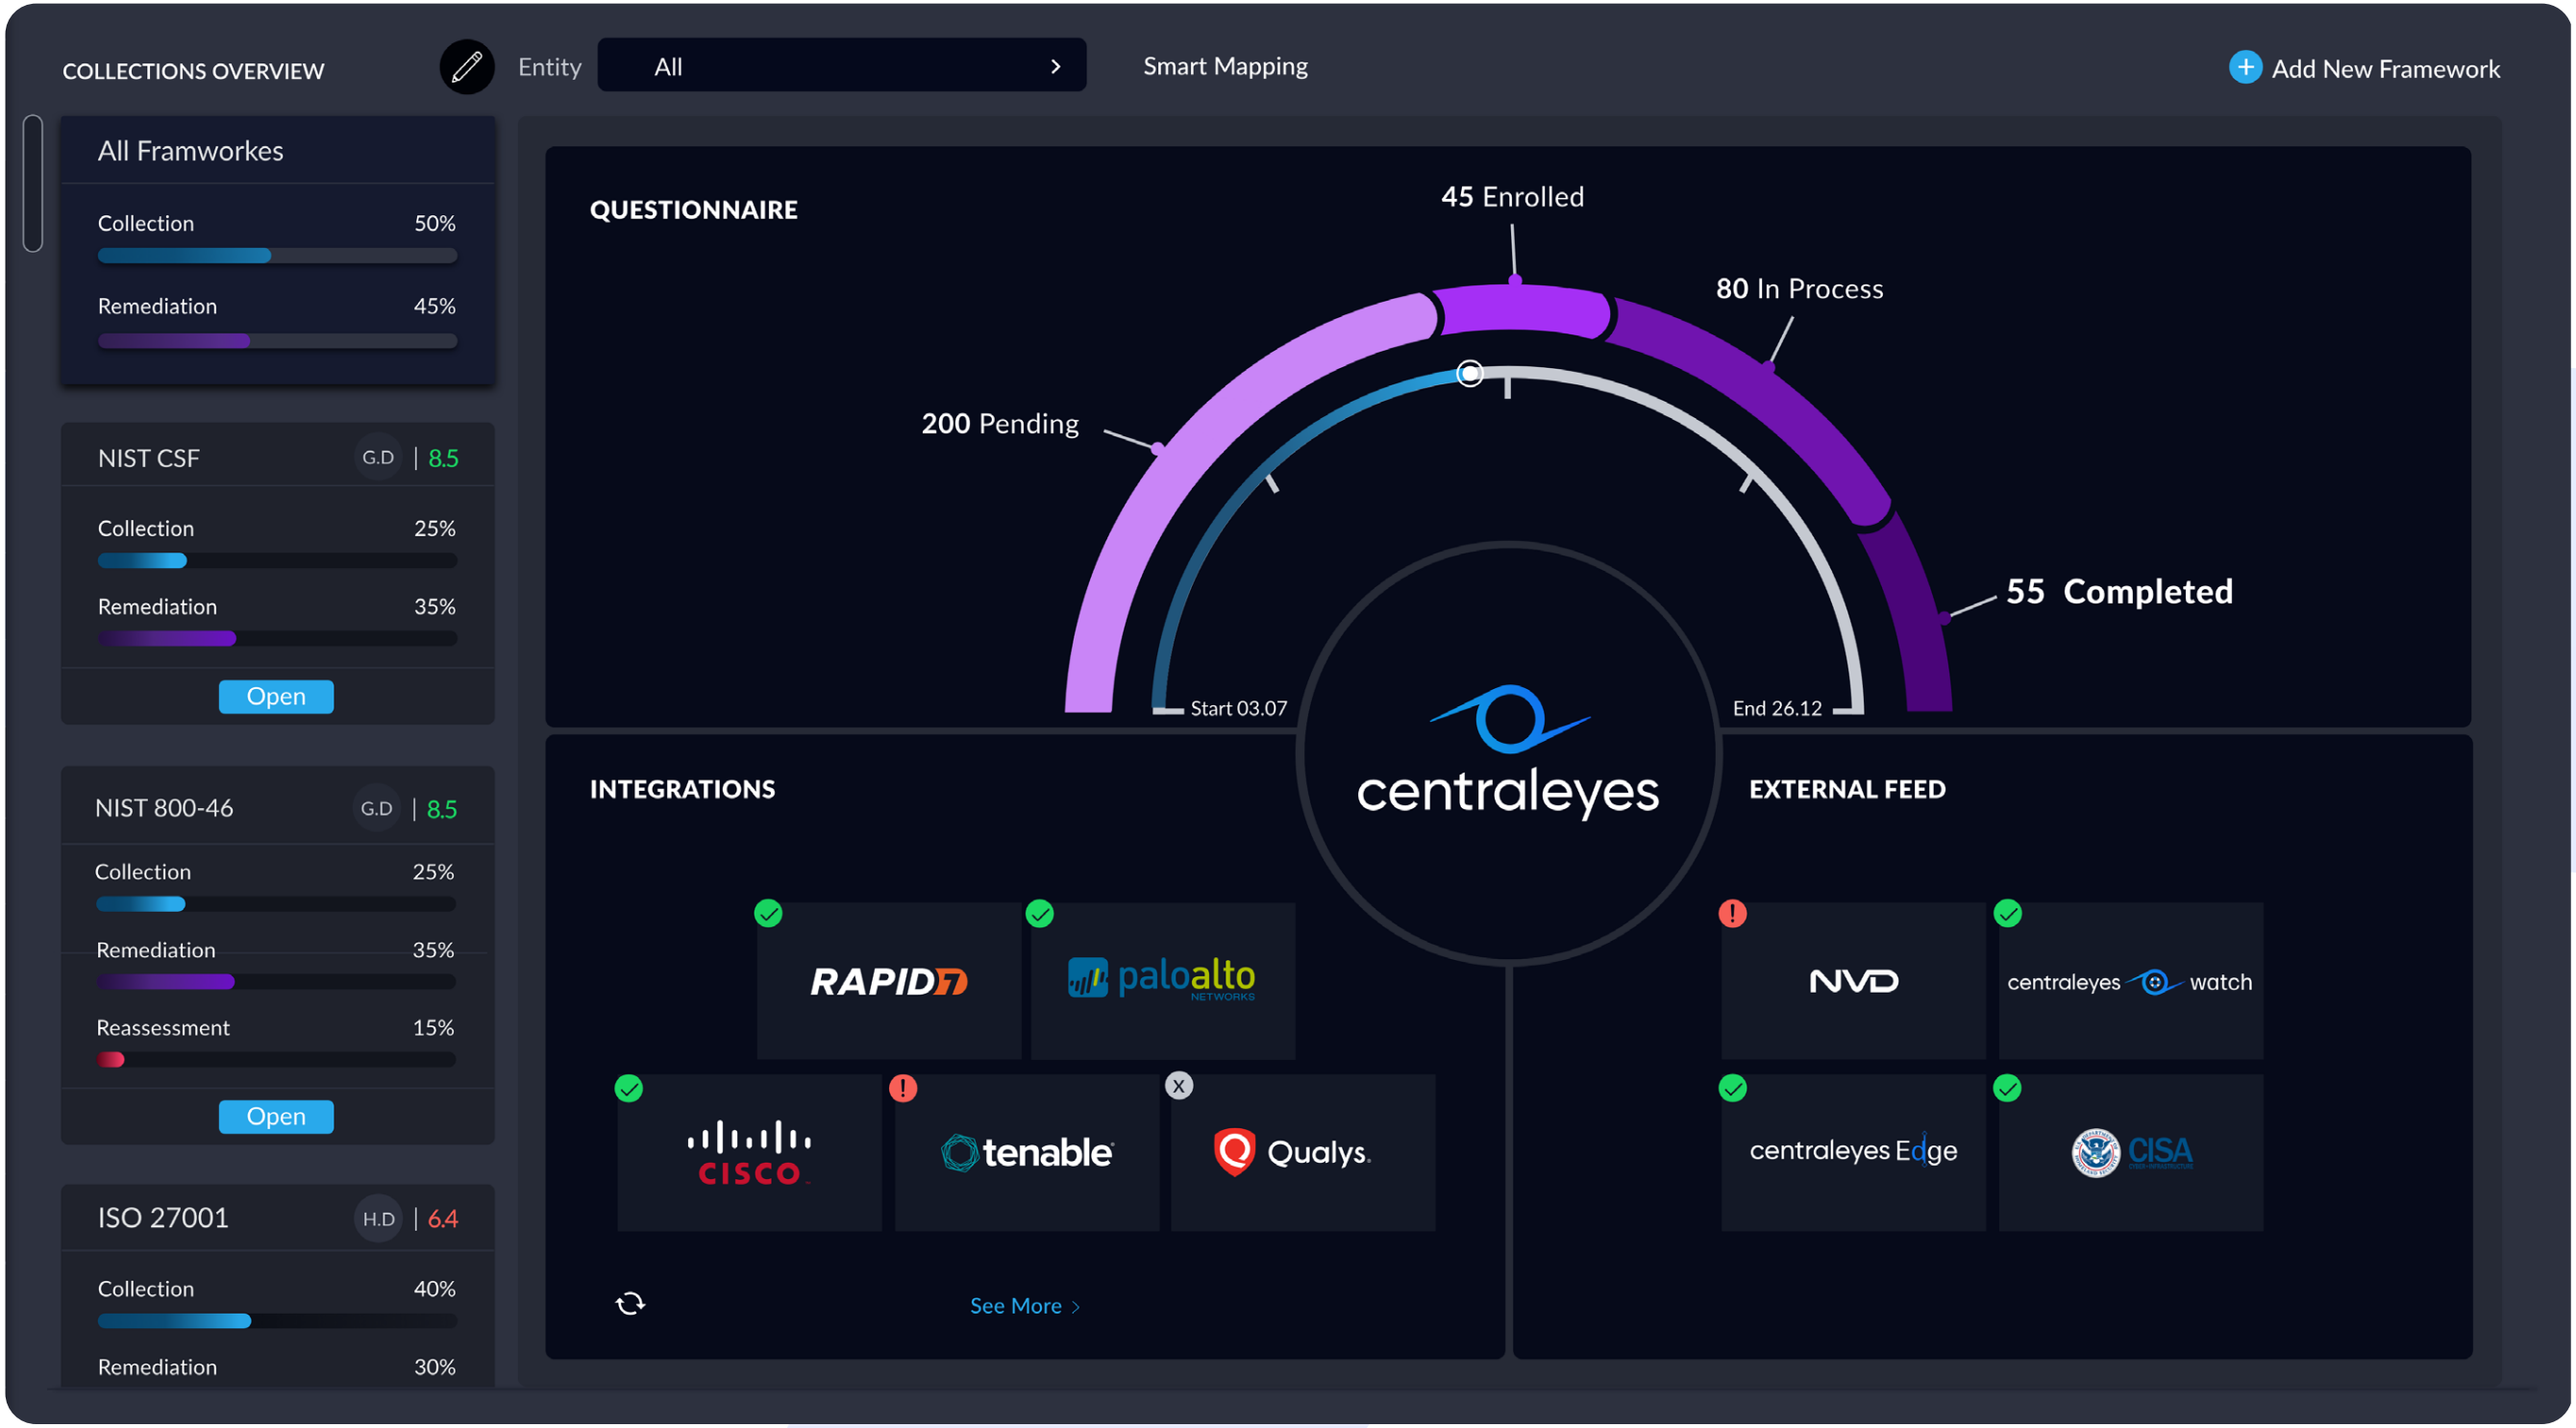 COLLECTIONS OVERVIEW
Entity
All
Smart Mapping
Add New Framework
All Framworkes
Collection 50%
Remediation 45%
NIST CSF G.D | 8.5
Collection 25%
Remediation 35%
Open
NIST 800-46 G.D | 8.5
Collection 25%
Remediation 35%
Reassessment 15%
Open
ISO 27001 H.D | 6.4
Collection 40%
Remediation 30%
QUESTIONNAIRE
45 Enrolled
80 In Process
200 Pending
55 Completed
Start 03.07
End 26.12
centraleyes
INTEGRATIONS
RAPID7
paloalto
NETWORKS
CISCO
tenable
X
Qualys.
See More >
EXTERNAL FEED
NVD
centraleyes watch
centraleyes Edge
CISA